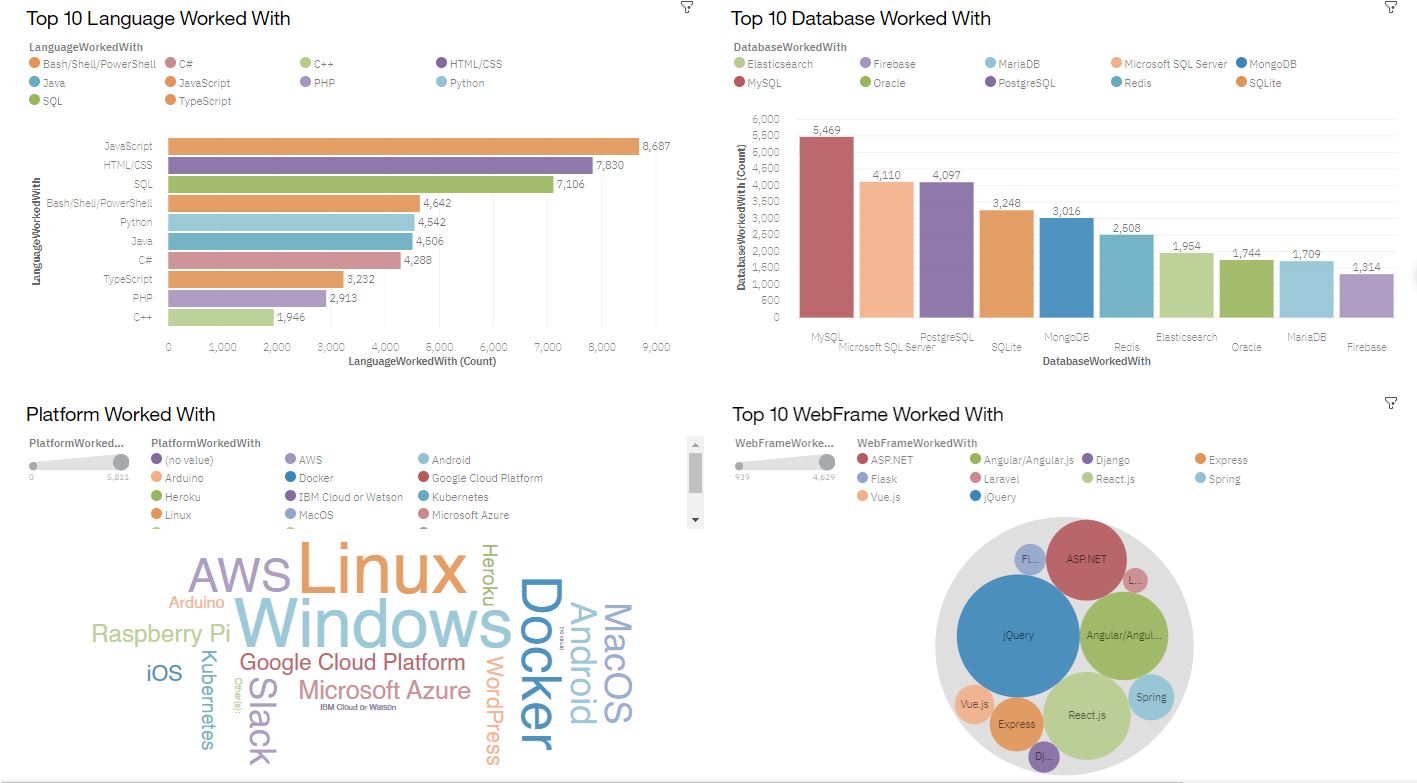 Top 10 Language Worked With
LanguageWorkedWith
Bash/Shell/PowerShell C# C++ HTML/CSS
Java JavaScript PHP Python
SQL TypeScript
LanguageWorkedWith
JavaScript 8,687
HTML/CSS 7,830
SQL 7,106
Bash/Shell/PowerShell 4,642
Python 4,542
Java 4,506
C# 4,288
TypeScript 3,232
PHP 2,913
C++ 1,946
0 1,000 2,000 3,000 4,000 5,000 6,000 7,000 8,000 9,000
LanguageWorkedWith (Count)
Top 10 Database Worked With
DatabaseWorkedWith
Elasticsearch Firebase MariaDB Microsoft SQL Server MongoDB
MySQL Oracle PostgreSQL Redis SQLite
DatabaseWorkedWith (Count)
6,000
5,500
5,000
4,500
4,000
3,500
3,000
2,500
2,000
1,500
1,000
500
0
5,469 4,110 4,097 3,248 3,016 2,508 1,954 1,744 1,709 1,314
MySQL PostgreSQL MongoDB Elasticsearch MariaDB
Microsoft SQL Server SQLite Redis Oracle Firebase
DatabaseWorkedWith
Platform Worked With
PlatformWorked...
0 5,811
PlatformWorkedWith
(no value) AWS Android
Arduino Docker Google Cloud Platform
Heroku IBM Cloud or Watson Kubernetes
Linux MacOS Microsoft Azure
AWS
Linux
Heroku
Arduino
Windows
Docker
Android
MacOS
Raspberry Pi
(no value)
iOS
Kubernetes
Google Cloud Platform
WordPress
Other(s):
Slack
Microsoft Azure
IBM Cloud or Watson
Top 10 WebFrame Worked With
WebFrameWorke...
939 4,629
WebFrameWorkedWith
ASP.NET Angular/Angular.js Django Express
Flask Laravel React.js Spring
Vue.js jQuery
Fl...
ASP.NET
L...
jQuery
Angular/Angul...
Vue.js
Express
React.js
Spring
Dj...